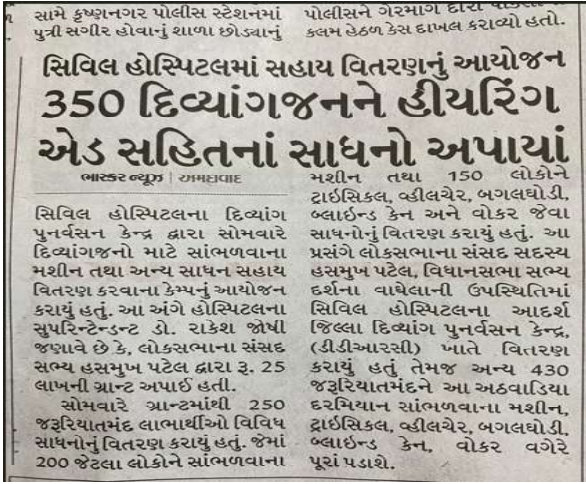 સામે કૃષ્ણનગર પોલીસ સ્ટેશનમાં
પુત્રી સગીર હોવાનું શાળા છોડવાનું
પોલીસને ગેરમાર્ગે
કલમ હેઠળ કેસ દાખલ કરાવ્યો હતો.
સિવિલ હોસ્પિટલમાં સહાય વિતરણનું આયોજન
350 દિવ્યાંગજનને હીયરિંગ
એડ સહિતનાં સાધનો અપાયાં
ભાસ્કર ન્યૂઝ | અમદાવાદ
સિવિલ હોસ્પિટલના દિવ્યાંગ
પુનર્વસન કેન્દ્ર દ્વારા સોમવારે
દિવ્યાંગજનો માટે સાંભળવાના
મશીન તથા અન્ય સાધન સહાય
વિતરણ કરવાના કેમ્પનું આયોજન
કરાયું હતું. આ અંગે હોસ્પિટલના
સુપરિન્ટેન્ડન્ટ ડો. રાકેશ જોષી
જણાવે છે કે, લોકસભાના સંસદ
સભ્ય હસમુખ પટેલ દ્વારા રૂ. 25
લાખની ગ્રાન્ટ અપાઈ હતી.
સોમવારે ગ્રાન્ટમાંથી 250
જરૂરિયાતમંદ લાભાર્થીઓ વિવિધ
સાધનોનું વિતરણ કરાયું હતું. જેમાં
200 જેટલા લોકોને સાંભળવાના
મશીન તથા 150 લોકોને
ટ્રાઇસિકલ, વ્હીલચેર, બગલઘોડી,
બ્લાઇન્ડ કેન અને વોકર જેવા
સાધનોનું વિતરણ કરાયું હતું. આ
પ્રસંગે લોકસભાના સંસદ સદસ્ય
હસમુખ પટેલ, વિધાનસભા સભ્ય
દર્શના વાઘેલાની ઉપસ્થિતિમાં
સિવિલ હોસ્પિટલના આદર્શ
જિલ્લા દિવ્યાંગ પુનર્વસન કેન્દ્ર,
(ડીડીઆરસી) ખાતે વિતરણ
કરાયું હતું તેમજ અન્ય 430
જરૂરિયાતમંદને આ અઠવાડિયા
દરમિયાન સાંભળવાના મશીન,
ટ્રાઇસિકલ, વ્હીલચેર, બગલઘોડી,
બ્લાઇન્ડ કેન, વોકર વગેરે
પૂરાં પડાશે.